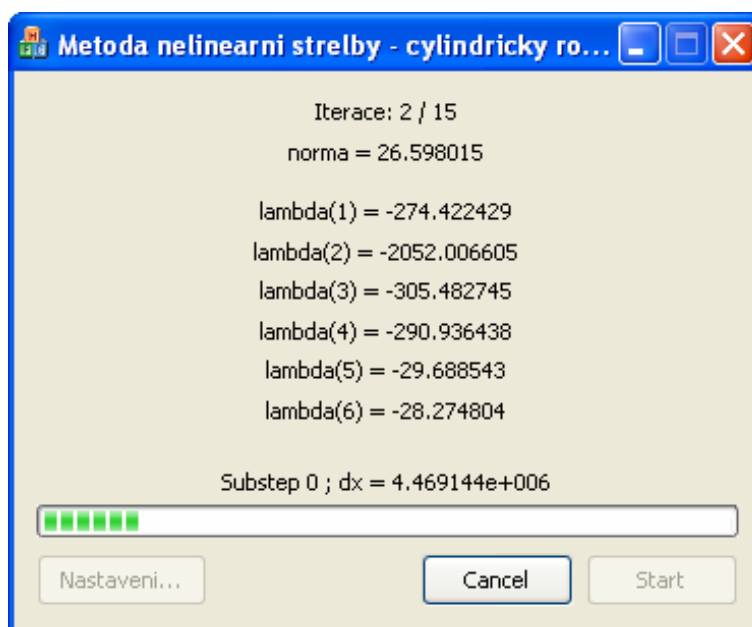 Metoda nelinearni strelby - cylindricky ro...
Iterace: 2 / 15
norma = 26.598015
lambda(1) = -274.422429
lambda(2) = -2052.006605
lambda(3) = -305.482745
lambda(4) = -290.936438
lambda(5) = -29.688543
lambda(6) = -28.274804
Substep 0 ; dx = 4.469144e+006
Nastaveni... Cancel Start